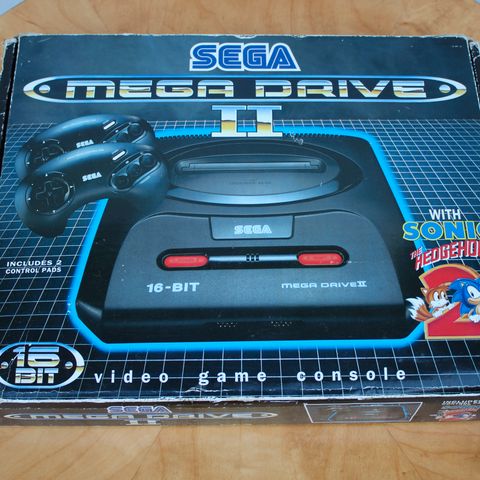 SEGA
MEGA DRIVE
II
SEGA
SEGA
WITH
SONIC
THE HEDGEHOG
2
INCLUDES 2
CONTROL PADS
16-BIT
MEGA DRIVE II
16
BIT
video game console
SEGA
MEGA DRIVE
II